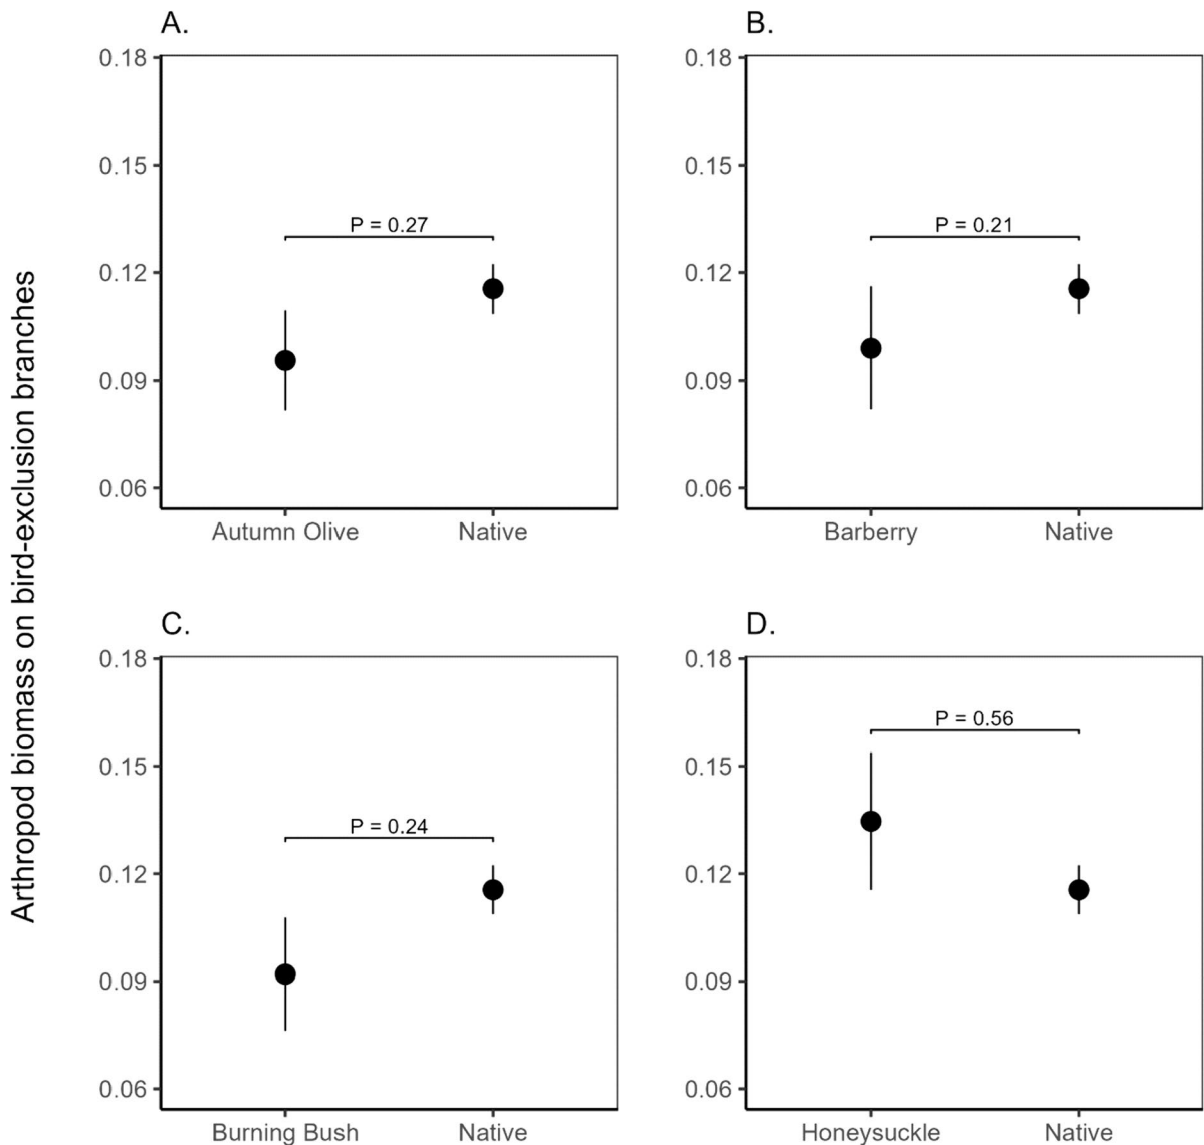 Arthropod biomass on bird-exclusion branches
A.
0.18
0.15
0.12
0.09
0.06
P = 0.27
Autumn Olive Native
B.
0.18
0.15
0.12
0.09
0.06
P = 0.21
Barberry Native
C.
0.18
0.15
0.12
0.09
0.06
P = 0.24
Burning Bush Native
D.
0.18
0.15
0.12
0.09
0.06
P = 0.56
Honeysuckle Native